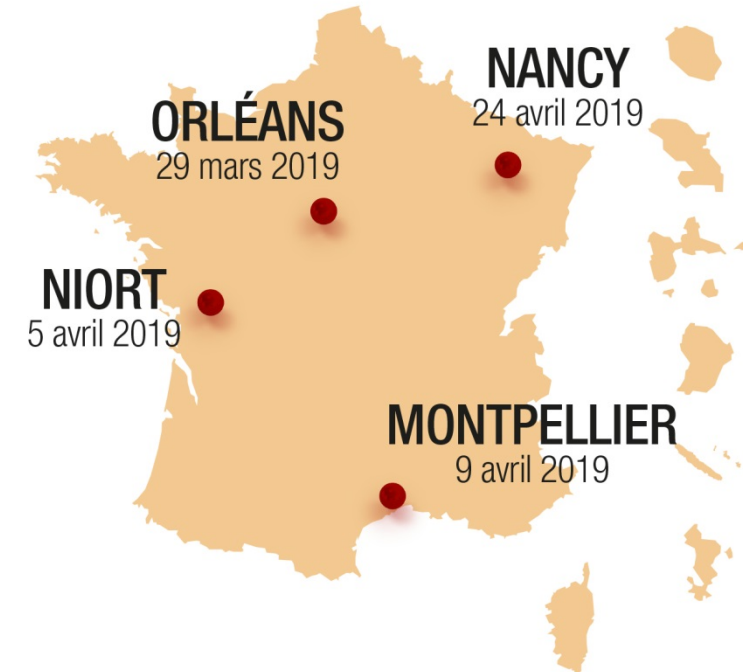 NANCY
24 avril 2019
ORLÉANS
29 mars 2019
NIORT
5 avril 2019
MONTPELLIER
9 avril 2019